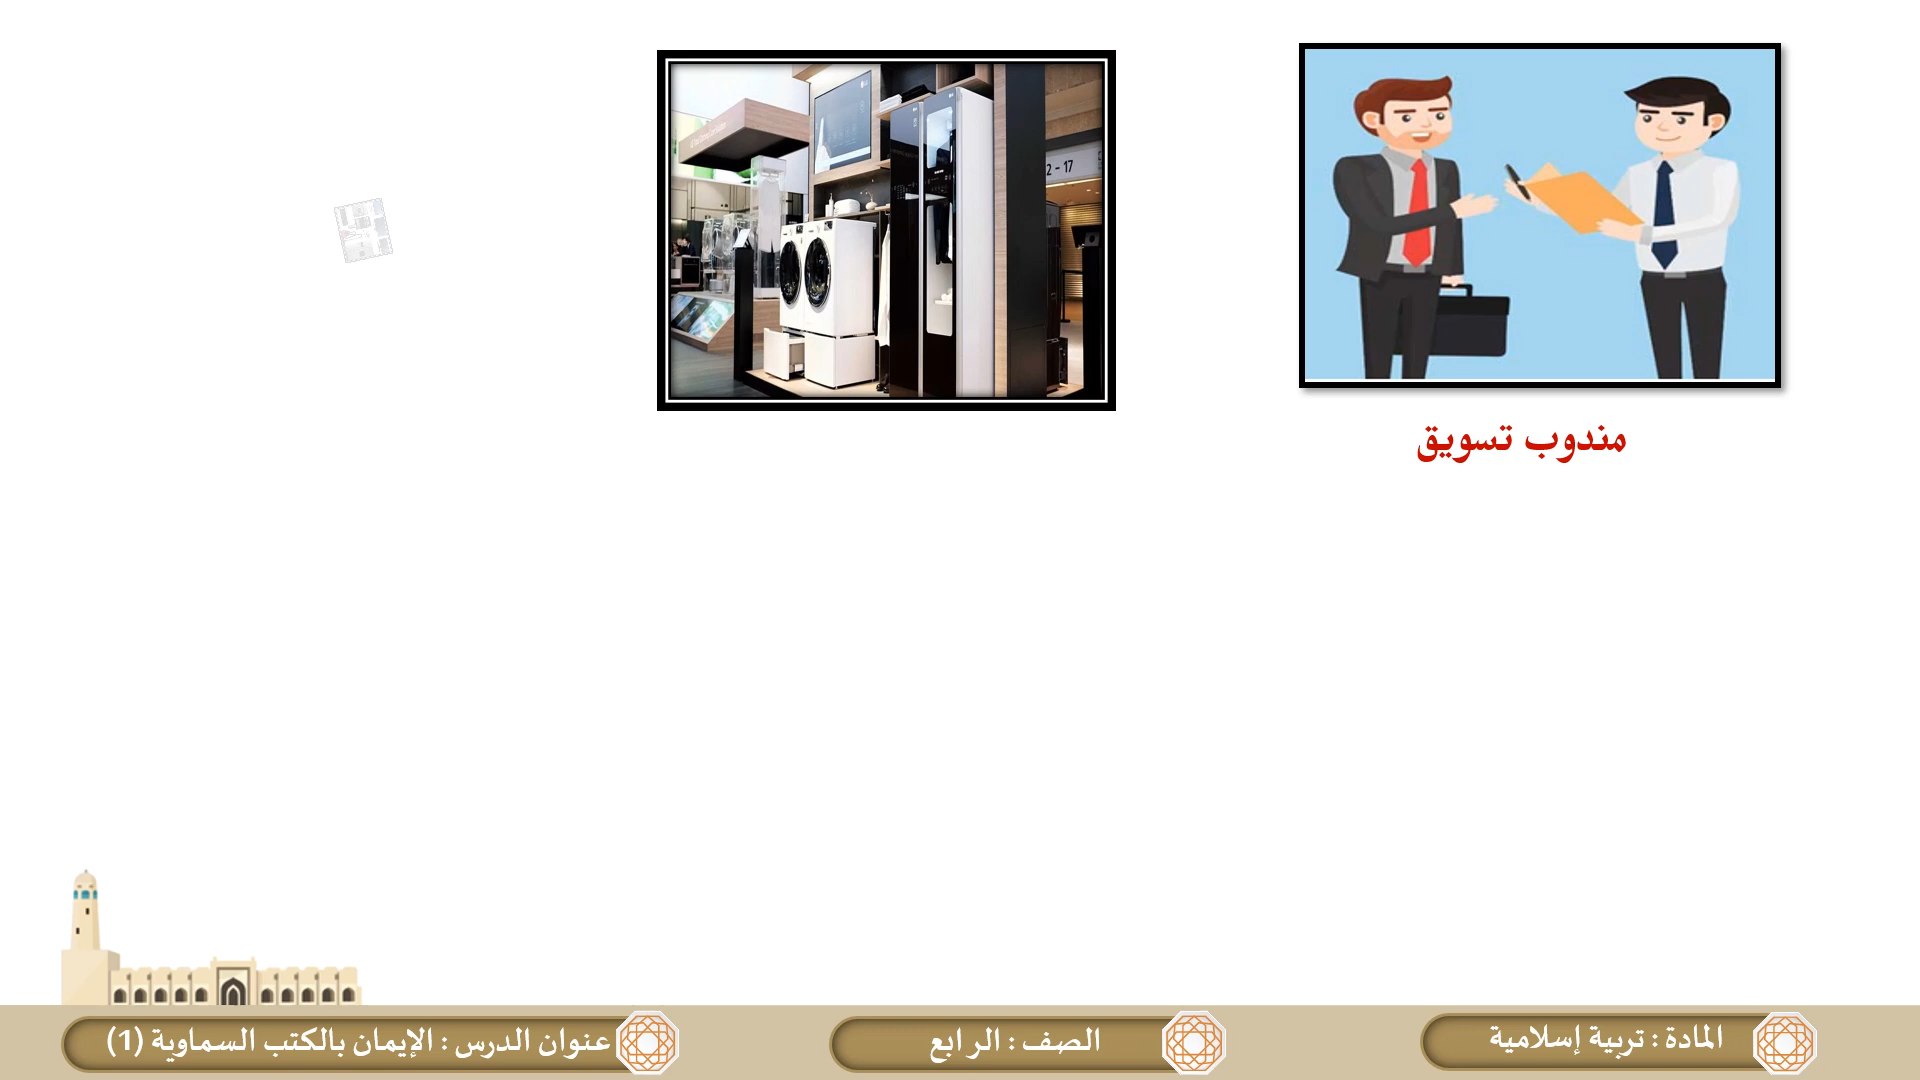 2 - 17
مندوب تسويق
المادة : تربية إسلامية
الصف : الرابع
عنوان الدرس : الإيمان بالكتب السماوية (1)